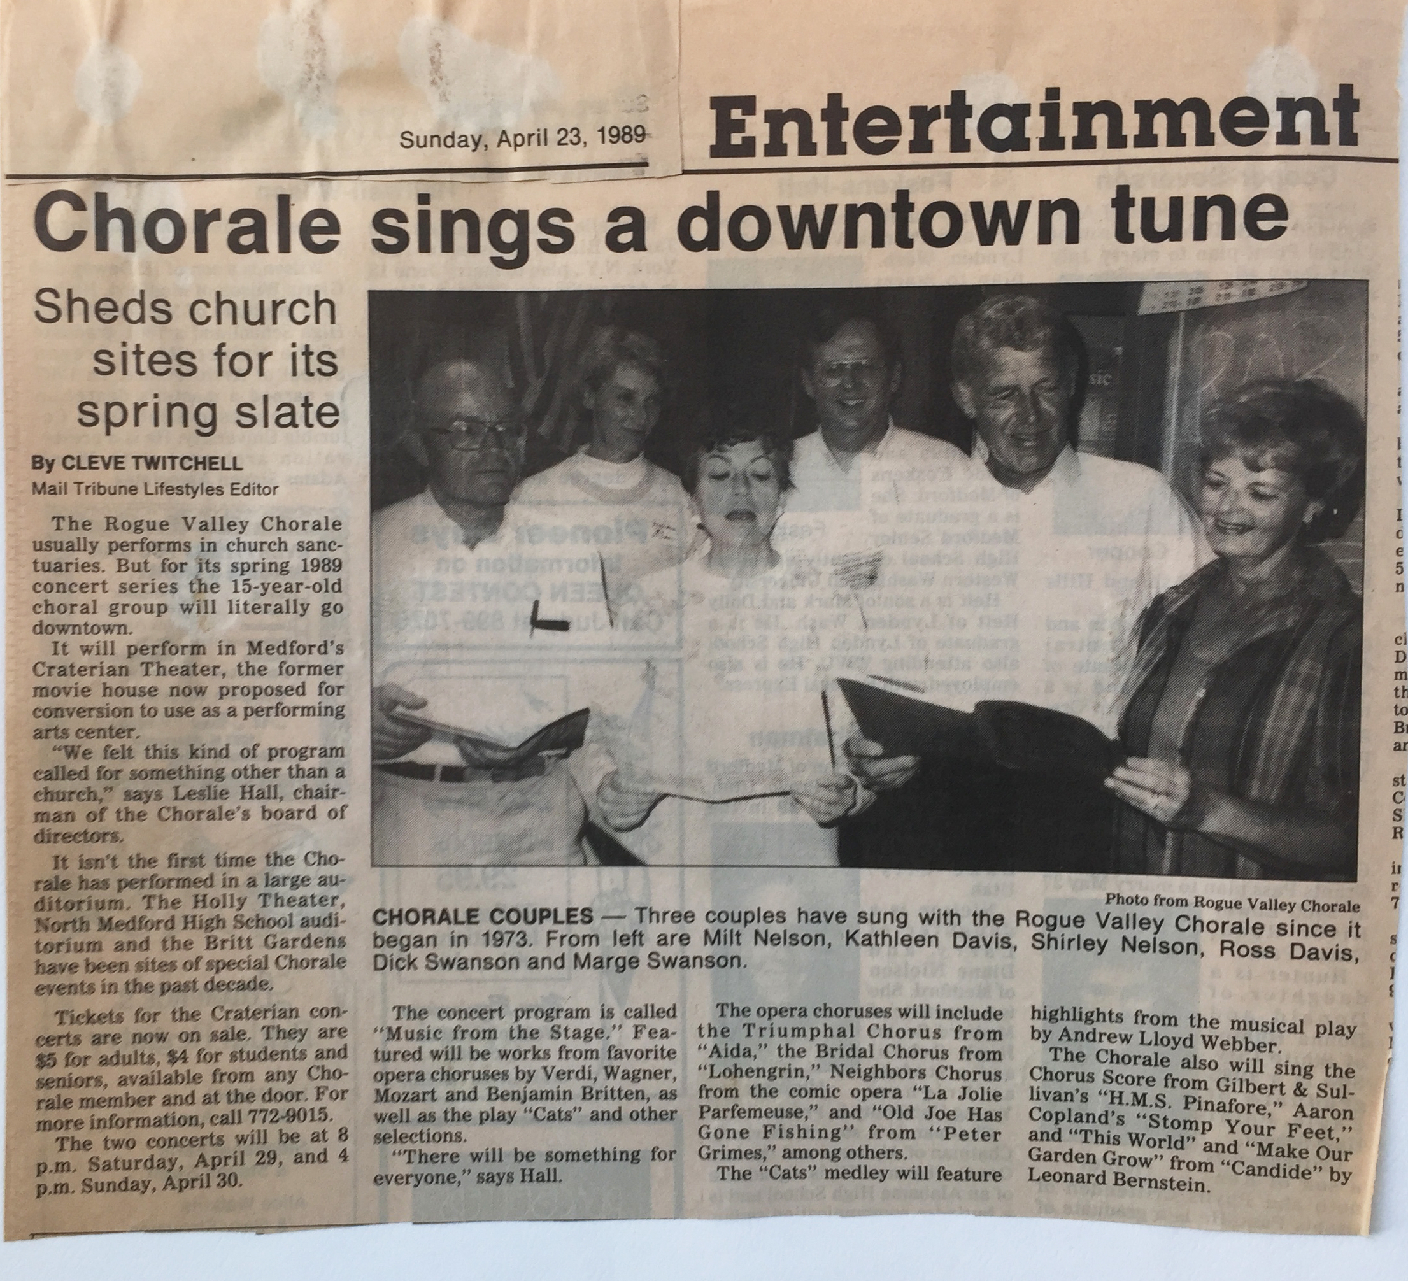 Sunday, April 23, 1989
Entertainment
Chorale sings a downtown tune
Sheds church
sites for its
spring slate
By CLEVE TWITCHELL
Mail Tribune Lifestyles Editor
The Rogue Valley Chorale
usually performs in church sanc-
tuaries. But for its spring 1989
concert series the 15-year-old
choral group will literally go
downtown.
It will perform in Medford's
Craterian Theater, the former
movie house now proposed for
conversion to use as a performing
arts center.
"We felt this kind of program
called for something other than a
church," says Leslie Hall, chair-
man of the Chorale's board of
directors.
It isn't the first time the Cho-
rale has performed in a large au-
ditorium. The Holly Theater,
North Medford High School audi-
torium and the Britt Gardens
have been sites of special Chorale
events in the past decade.
Tickets for the Craterian con-
certs are now on sale. They are
$5 for adults, $4 for students and
seniors, available from any Cho-
rale member and at the door. For
more information, call 772-9015.
The two concerts will be at 8
p.m. Saturday, April 29, and 4
p.m. Sunday, April 30.
Photo from Rogue Valley Chorale
CHORALE COUPLES — Three couples have sung with the Rogue Valley Chorale since it
began in 1973. From left are Milt Nelson, Kathleen Davis, Shirley Nelson, Ross Davis,
Dick Swanson and Marge Swanson.
The concert program is called
"Music from the Stage." Fea-
tured will be works from favorite
opera choruses by Verdi, Wagner,
Mozart and Benjamin Britten, as
well as the play "Cats" and other
selections.
"There will be something for
everyone," says Hall.
The opera choruses will include
the Triumphal Chorus from
"Aida," the Bridal Chorus from
"Lohengrin," Neighbors Chorus
from the comic opera "La Jolie
Parfemeuse," and "Old Joe Has
Gone Fishing" from "Peter
Grimes," among others.
The "Cats" medley will feature
highlights from the musical play
by Andrew Lloyd Webber.
The Chorale also will sing the
Chorus Score from Gilbert & Sul-
livan's "H.M.S. Pinafore," Aaron
Copland's "Stomp Your Feet,"
and "This World" and "Make Our
Garden Grow" from "Candide" by
Leonard Bernstein.